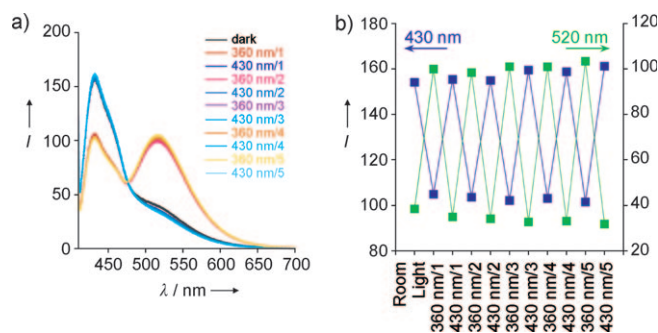 a)
dark
360 nm/1
430 nm/1
360 nm/2
430 nm/2
360 nm/3
430 nm/3
360 nm/4
430 nm/4
360 nm/5
430 nm/5
200
150
100
50
0
I
450 500 550 600 650 700
λ / nm
b)
430 nm
520 nm
180
160
140
120
100
80
I
120
100
80
60
40
20
I
Room
Light
360 nm/1
430 nm/1
360 nm/2
430 nm/2
360 nm/3
430 nm/3
360 nm/4
430 nm/4
360 nm/5
430 nm/5